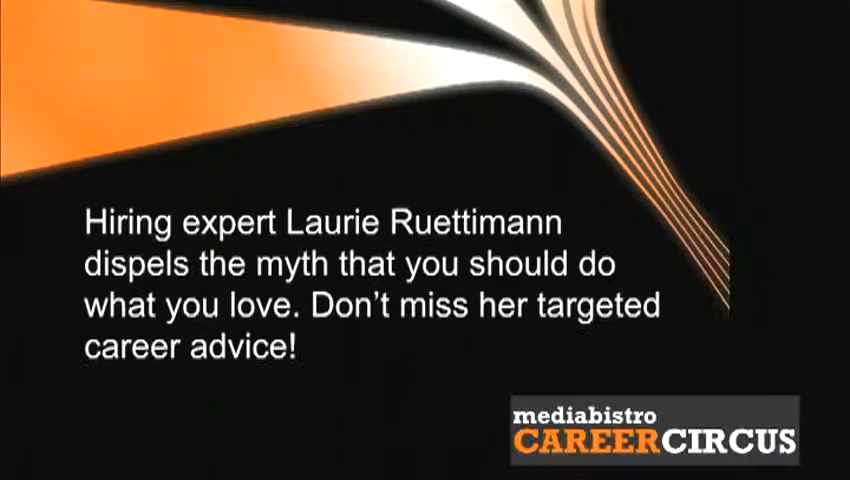 Hiring expert Laurie Ruettimann
dispels the myth that you should do
what you love. Don’t miss her targeted
career advice!
mediabistro
CAREERCIRCUS